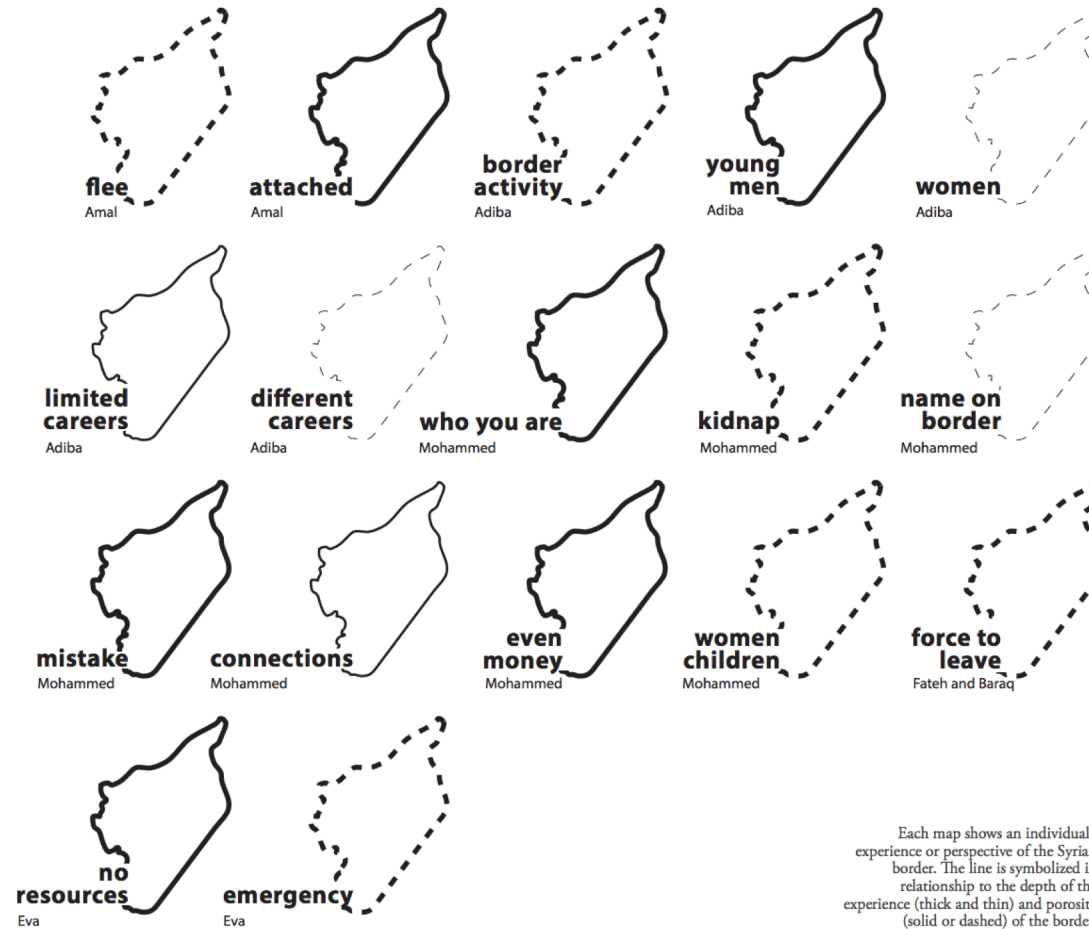 flee
Amal
attached
Amal
border
activity
Adiba
young
men
Adiba
women
Adiba
limited
careers
Adiba
different
careers
Adiba
who you are
Mohammed
kidnap
Mohammed
name on
border
Mohammed
mistake
Mohammed
connections
Mohammed
even
money
Mohammed
women
children
Mohammed
force to
leave
Fateh and Baraq
no
resources
Eva
emergency
Eva
Each map shows an individual
experience or perspective of the Syria
border. The line is symbolized i
relationship to the depth of th
experience (thick and thin) and porosit
(solid or dashed) of the borde